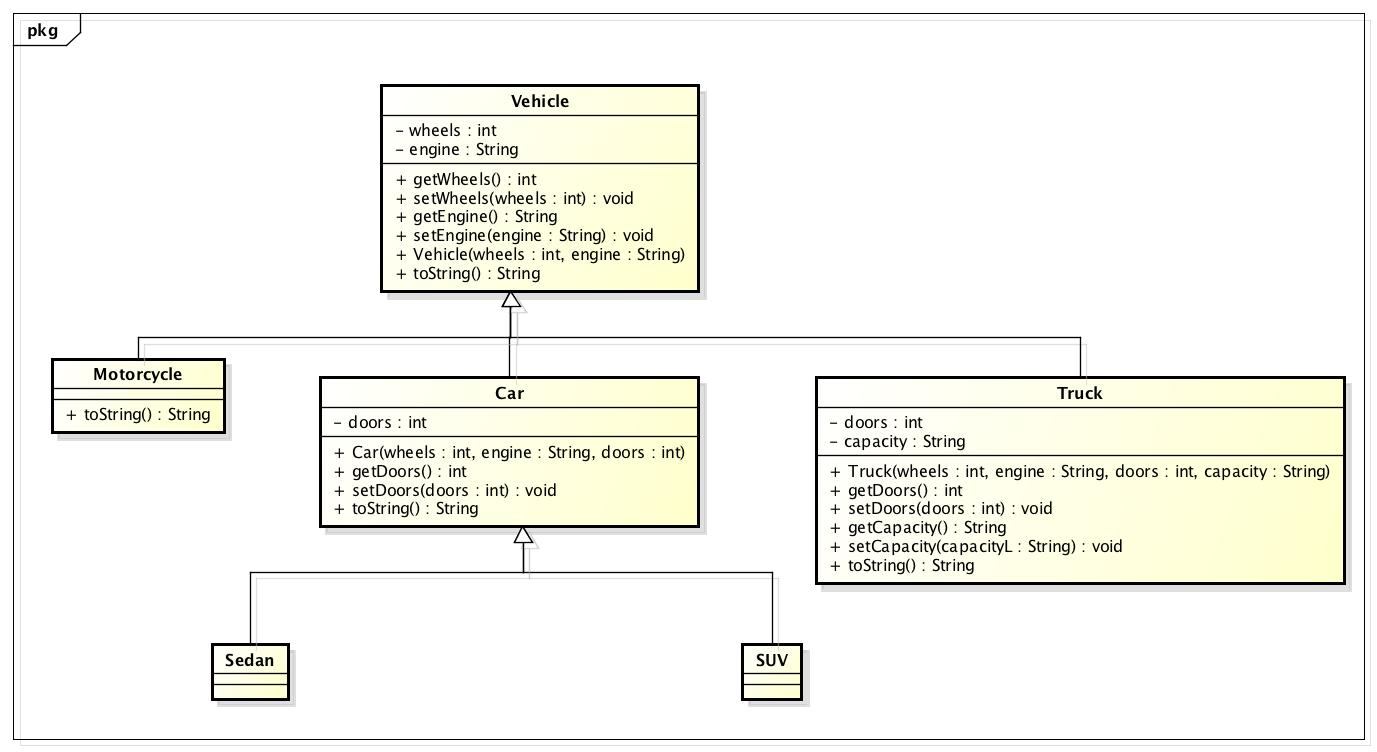 pkg
Vehicle
– wheels : int
– engine : String
+ getWheels() : int
+ setWheels(wheels : int) : void
+ getEngine() : String
+ setEngine(engine : String) : void
+ Vehicle(wheels : int, engine : String)
+ toString() : String
Motorcycle
+ toString() : String
Car
– doors : int
+ Car(wheels : int, engine : String, doors : int)
+ getDoors() : int
+ setDoors(doors : int) : void
+ toString() : String
Truck
– doors : int
– capacity : String
+ Truck(wheels : int, engine : String, doors : int, capacity : String)
+ getDoors() : int
+ setDoors(doors : int) : void
+ getCapacity() : String
+ setCapacity(capacityL : String) : void
+ toString() : String
Sedan
SUV